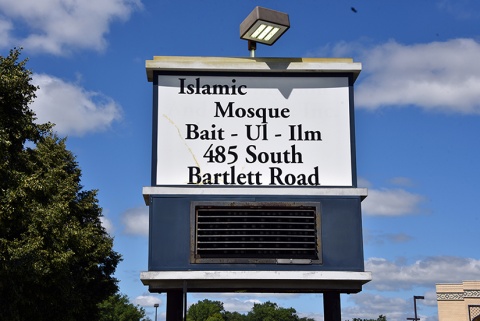 Islamic
Mosque
Bait - Ul - Ilm
485 South
Bartlett Road